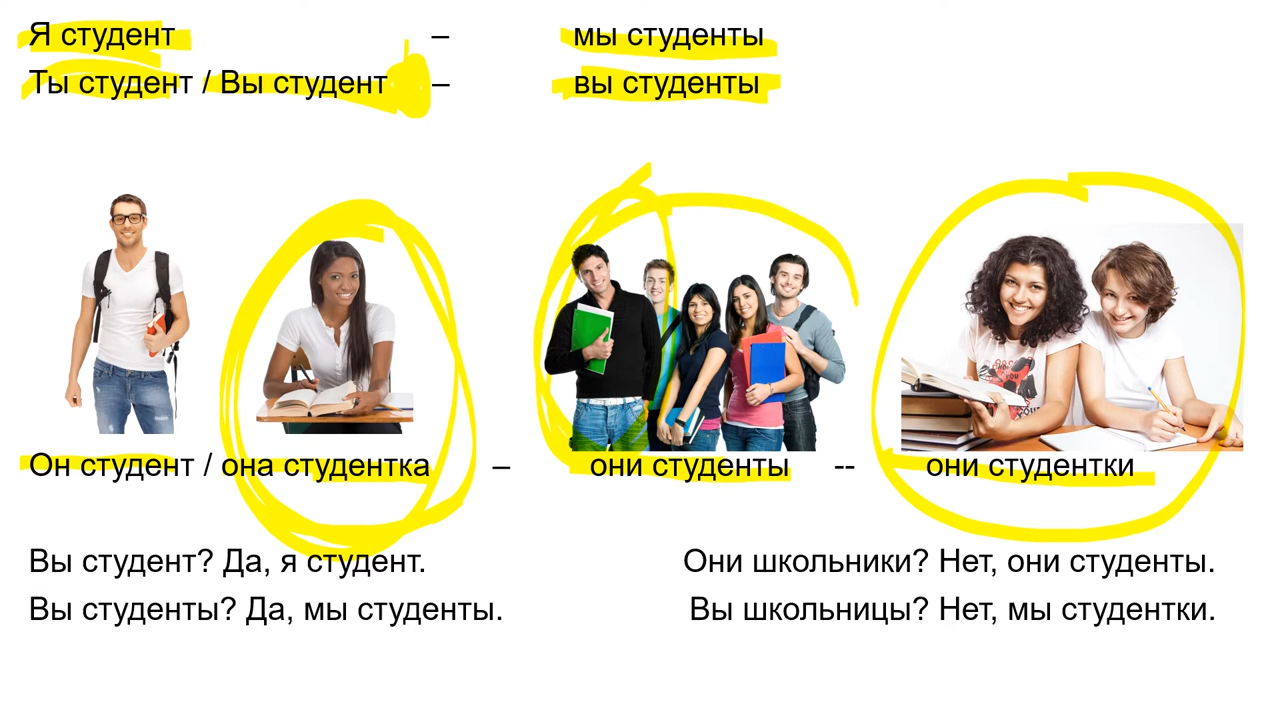 Я студент – мы студенты
Ты студент / Вы студент – вы студенты
Он студент / она студентка – они студенты -- они студентки
Вы студент? Да, я студент. Они школьники? Нет, они студенты.
Вы студенты? Да, мы студенты. Вы школьницы? Нет, мы студентки.